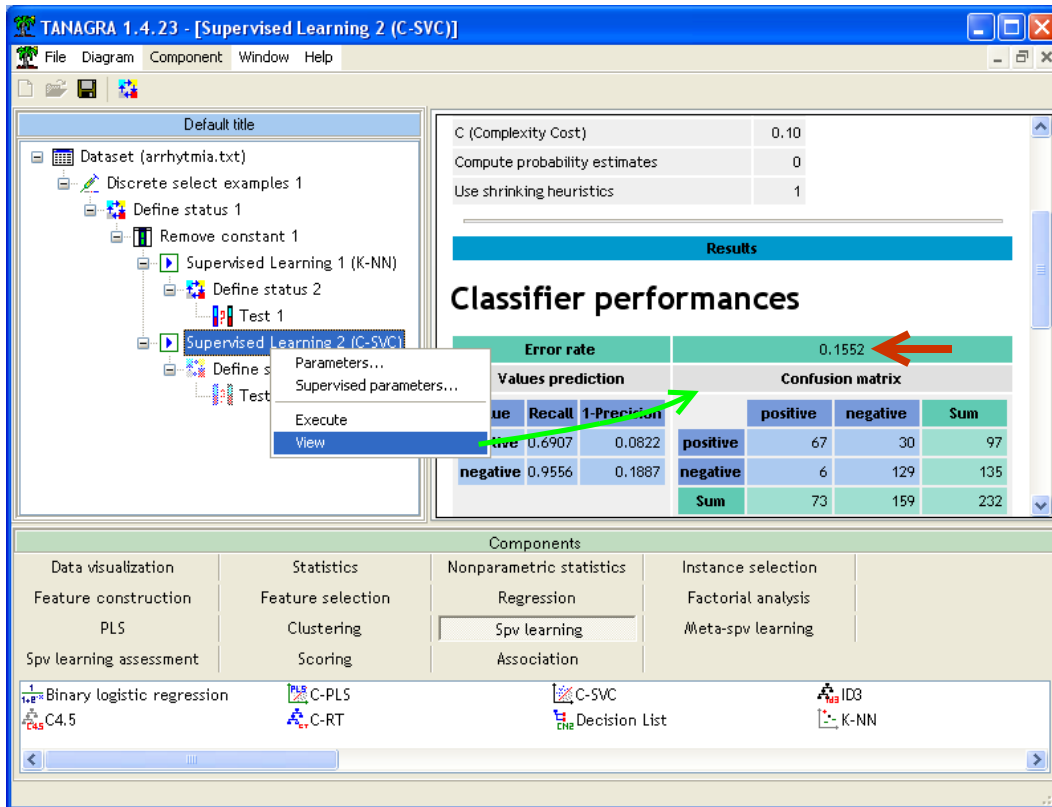 TANAGRA 1.4.23 - [Supervised Learning 2 (C-SVC)]
File Diagram Component Window Help
Default title
Dataset (arrhytmia.txt)
Discrete select examples 1
Define status 1
Remove constant 1
Supervised Learning 1 (K-NN)
Define status 2
Test 1
Supervised Learning 2 (C-SVC)
Define s
Test
Parameters...
Supervised parameters...
Execute
View
C (Complexity Cost) 0.10
Compute probability estimates 0
Use shrinking heuristics 1
Results
Classifier performances
Error rate 0.1552
Values prediction Confusion matrix
ue Recall 1-Precision positive negative Sum
tive 0.6907 0.0822 positive 67 30 97
negative 0.9556 0.1887 negative 6 129 135
Sum 73 159 232
Components
Data visualization Statistics Nonparametric statistics Instance selection
Feature construction Feature selection Regression Factorial analysis
PLS Clustering Spv learning Meta-spv learning
Spv learning assessment Scoring Association
Binary logistic regression C-PLS C-SVC ID3
C4.5 C-RT Decision List K-NN